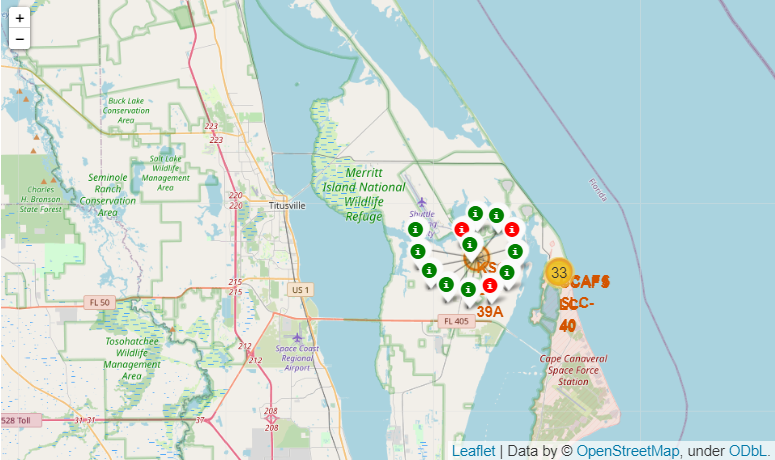 +
−
Buck Lake
Conservation
Area
223
223
Salt Lake
Wildlife
Management
Area
Seminole
Ranch
Conservation
Area
Charles
H. Bronson
State Forest
220
220
Titusville
Merritt
Island National
Wildlife
Refuge
Shuttle
Florida
33
39A
CCAFS
40
215
215
US 1
FL 50
FL 405
Tosohatchee
Wildlife
Management
Area
212
212
Space Coast
Regional
Airport
Cape Canaveral
Space Force
Station
528 Toll
31
31
208
208
Leaflet | Data by © OpenStreetMap, under ODbL.